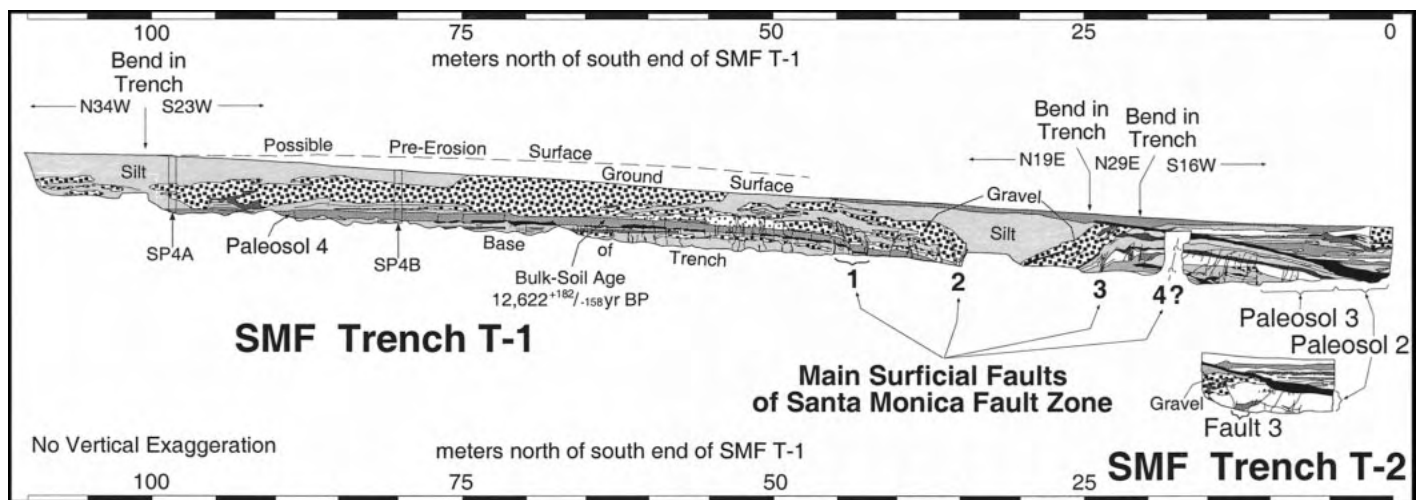 100 75 50 25 0
meters north of south end of SMF T-1
Bend in
Trench
N34W S23W
Bend in
Trench
N19E
Bend in
Trench
N29E
S16W
Possible Pre-Erosion Surface
Silt
Ground Surface
Gravel
Silt
SP4A
Paleosol 4
SP4B
Base of Trench
Bulk-Soil Age
12,622+182/-158yr BP
1 2 3 4?
Paleosol 3
Paleosol 2
SMF Trench T-1
Main Surficial Faults
of Santa Monica Fault Zone
Gravel
Fault 3
No Vertical Exaggeration
meters north of south end of SMF T-1
SMF Trench T-2
100 75 50 25 0